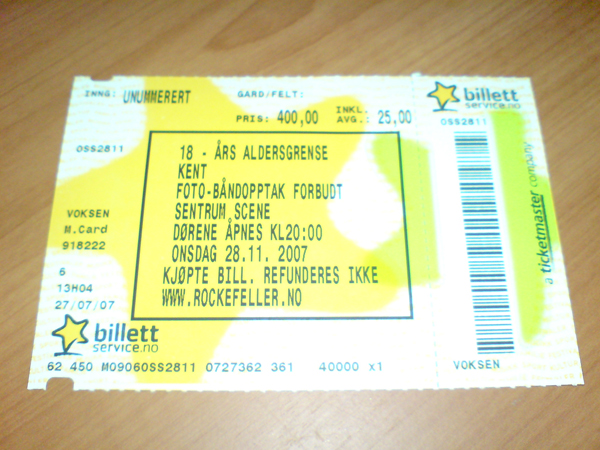 INNG: UNUMMERERT
GARD/FELT:
PRIS: 400,00 INKL. AVG.: 25,00
OSS2811
18 - ÅRS ALDERSGRENSE
KENT
FOTO-BÅNDOPPTAK FORBUDT
SENTRUM SCENE
DØRENE ÅPNES KL20:00
ONSDAG 28.11. 2007
KJØPTE BILL. REFUNDERES IKKE
WWW.ROCKEFELLER.NO
VOKSEN
M.Card
918222
6
13H04
27/07/07
billett
service.no
62 450 M09060SS2811 0727362 361 40000 x1
billett
service.no
OSS2811
a ticketmaster company
VOKSEN